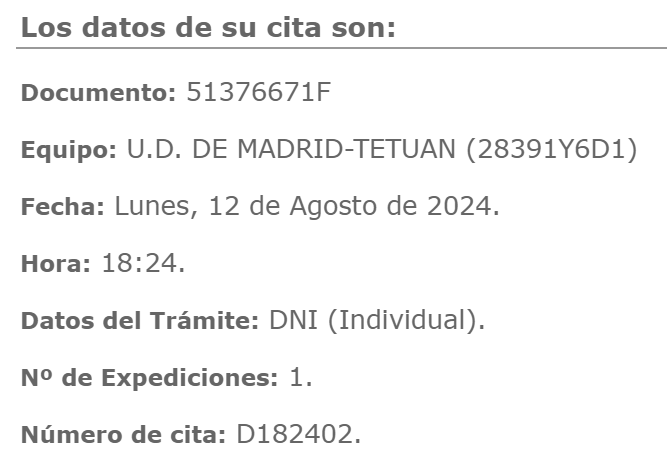 Los datos de su cita son:
Documento: 51376671F
Equipo: U.D. DE MADRID-TETUAN (28391Y6D1)
Fecha: Lunes, 12 de Agosto de 2024.
Hora: 18:24.
Datos del Trámite: DNI (Individual).
Nº de Expediciones: 1.
Número de cita: D182402.